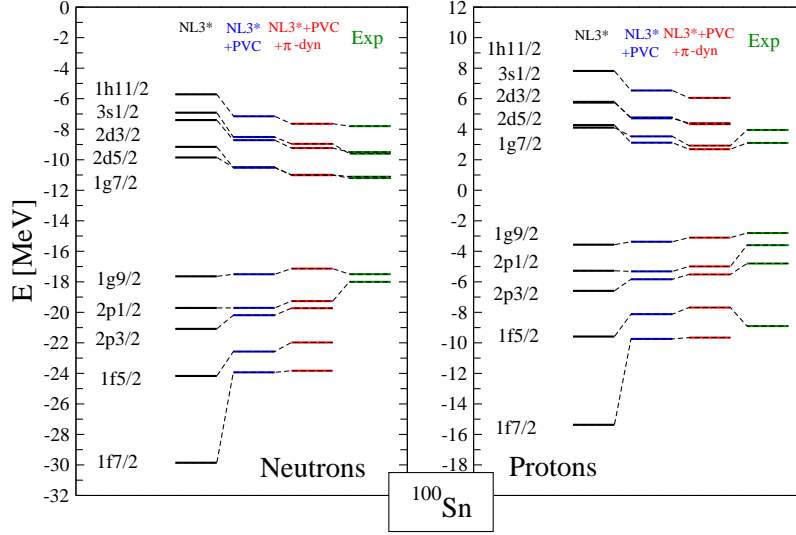 NL3* NL3* NL3*+PVC Exp
+PVC +π-dyn
0
-2
-4
-6
-8
-10
-12
-14
-16
-18
-20
-22
-24
-26
-28
-30
-32
E [MeV]
1h11/2
3s1/2
2d3/2
2d5/2
1g7/2
1g9/2
2p1/2
2p3/2
1f5/2
1f7/2
Neutrons
NL3* NL3* NL3*+PVC Exp
+PVC +π-dyn
12
10
8
6
4
2
0
-2
-4
-6
-8
-10
-12
-14
-16
-18
1h11/2
3s1/2
2d3/2
2d5/2
1g7/2
1g9/2
2p1/2
2p3/2
1f5/2
1f7/2
Protons
100Sn